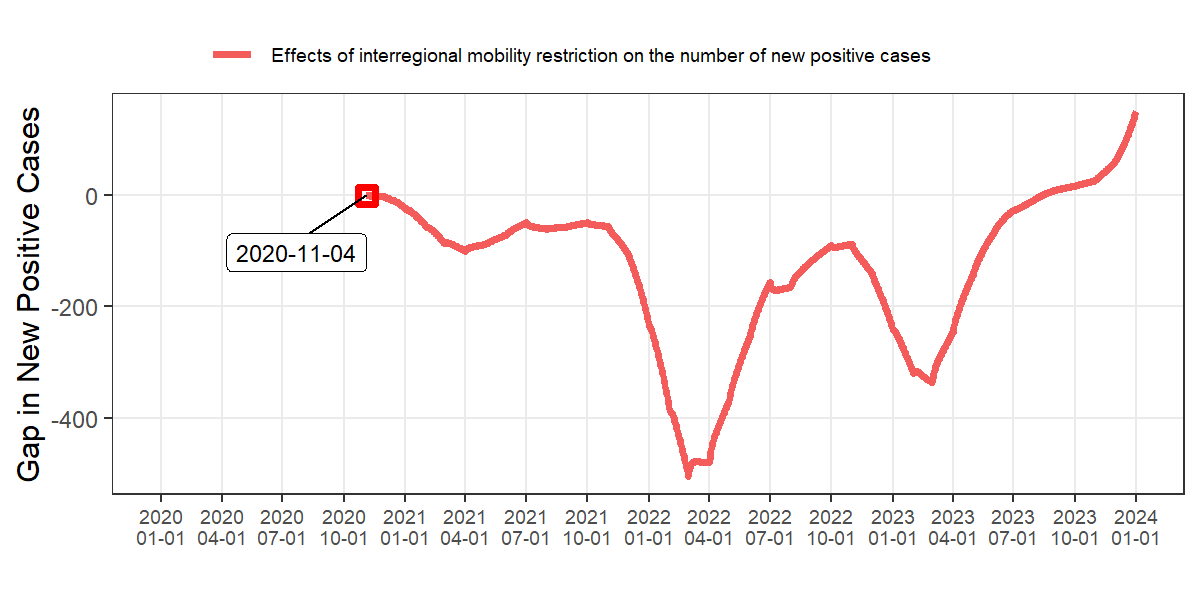 Effects of interregional mobility restriction on the number of new positive cases
Gap in New Positive Cases
0
-200
-400
2020-11-04
2020 2020 2020 2020 2021 2021 2021 2021 2022 2022 2022 2022 2023 2023 2023 2023 2024
01-01 04-01 07-01 10-01 01-01 04-01 07-01 10-01 01-01 04-01 07-01 10-01 01-01 04-01 07-01 10-01 01-01